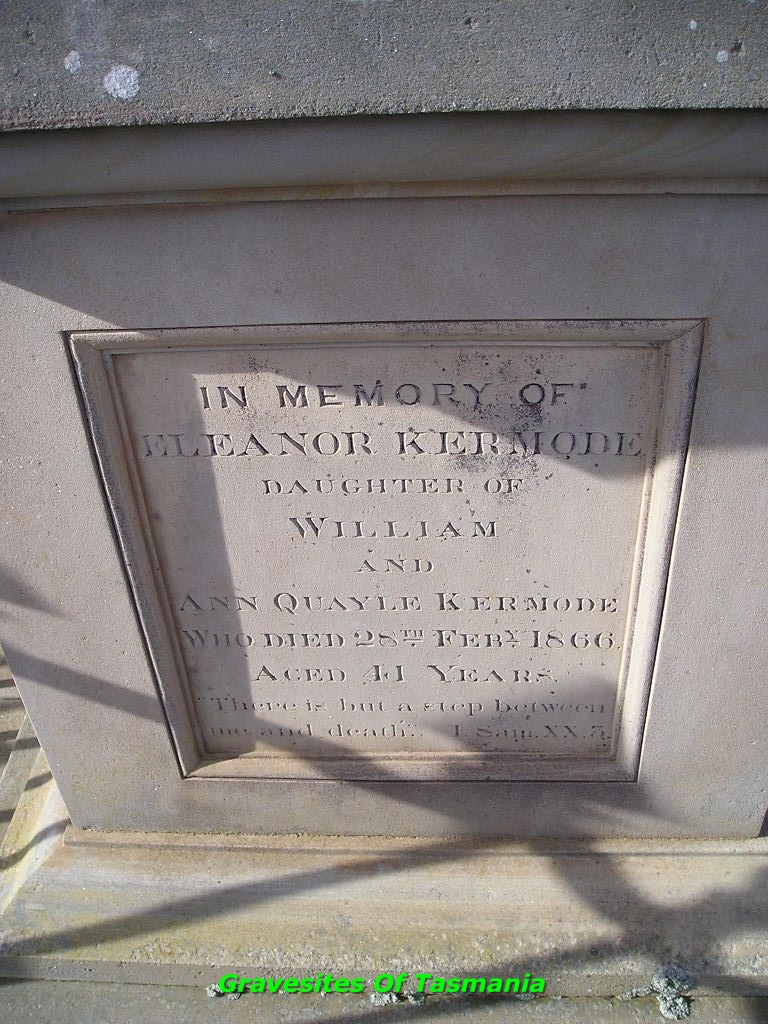 IN MEMORY OF
ELEANOR KERMODE
DAUGHTER OF
WILLIAM
AND
ANN QUAYLE KERMODE
WHO DIED 28TH FEBY. 1866.
AGED 41 YEARS.
"There is but a step between
me and death". I. Sam. XX. 3.
Gravesites Of Tasmania